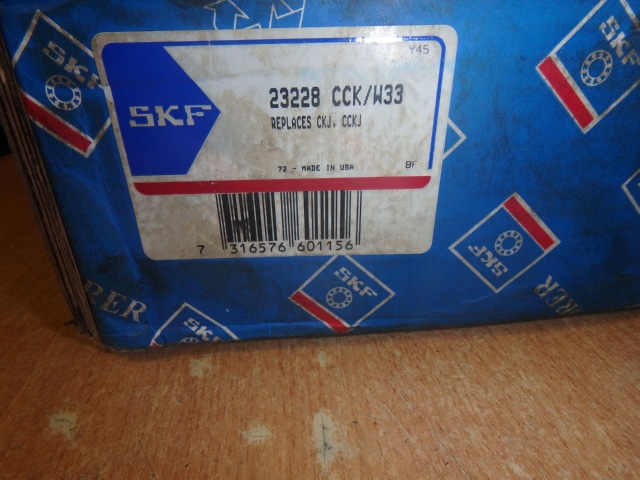 SKF
Y45
SKF
23228 CCK/W33
REPLACES CKJ, CCKJ
72 - MADE IN USA
BF
7 316576 601156
SKF
SKF
SKF